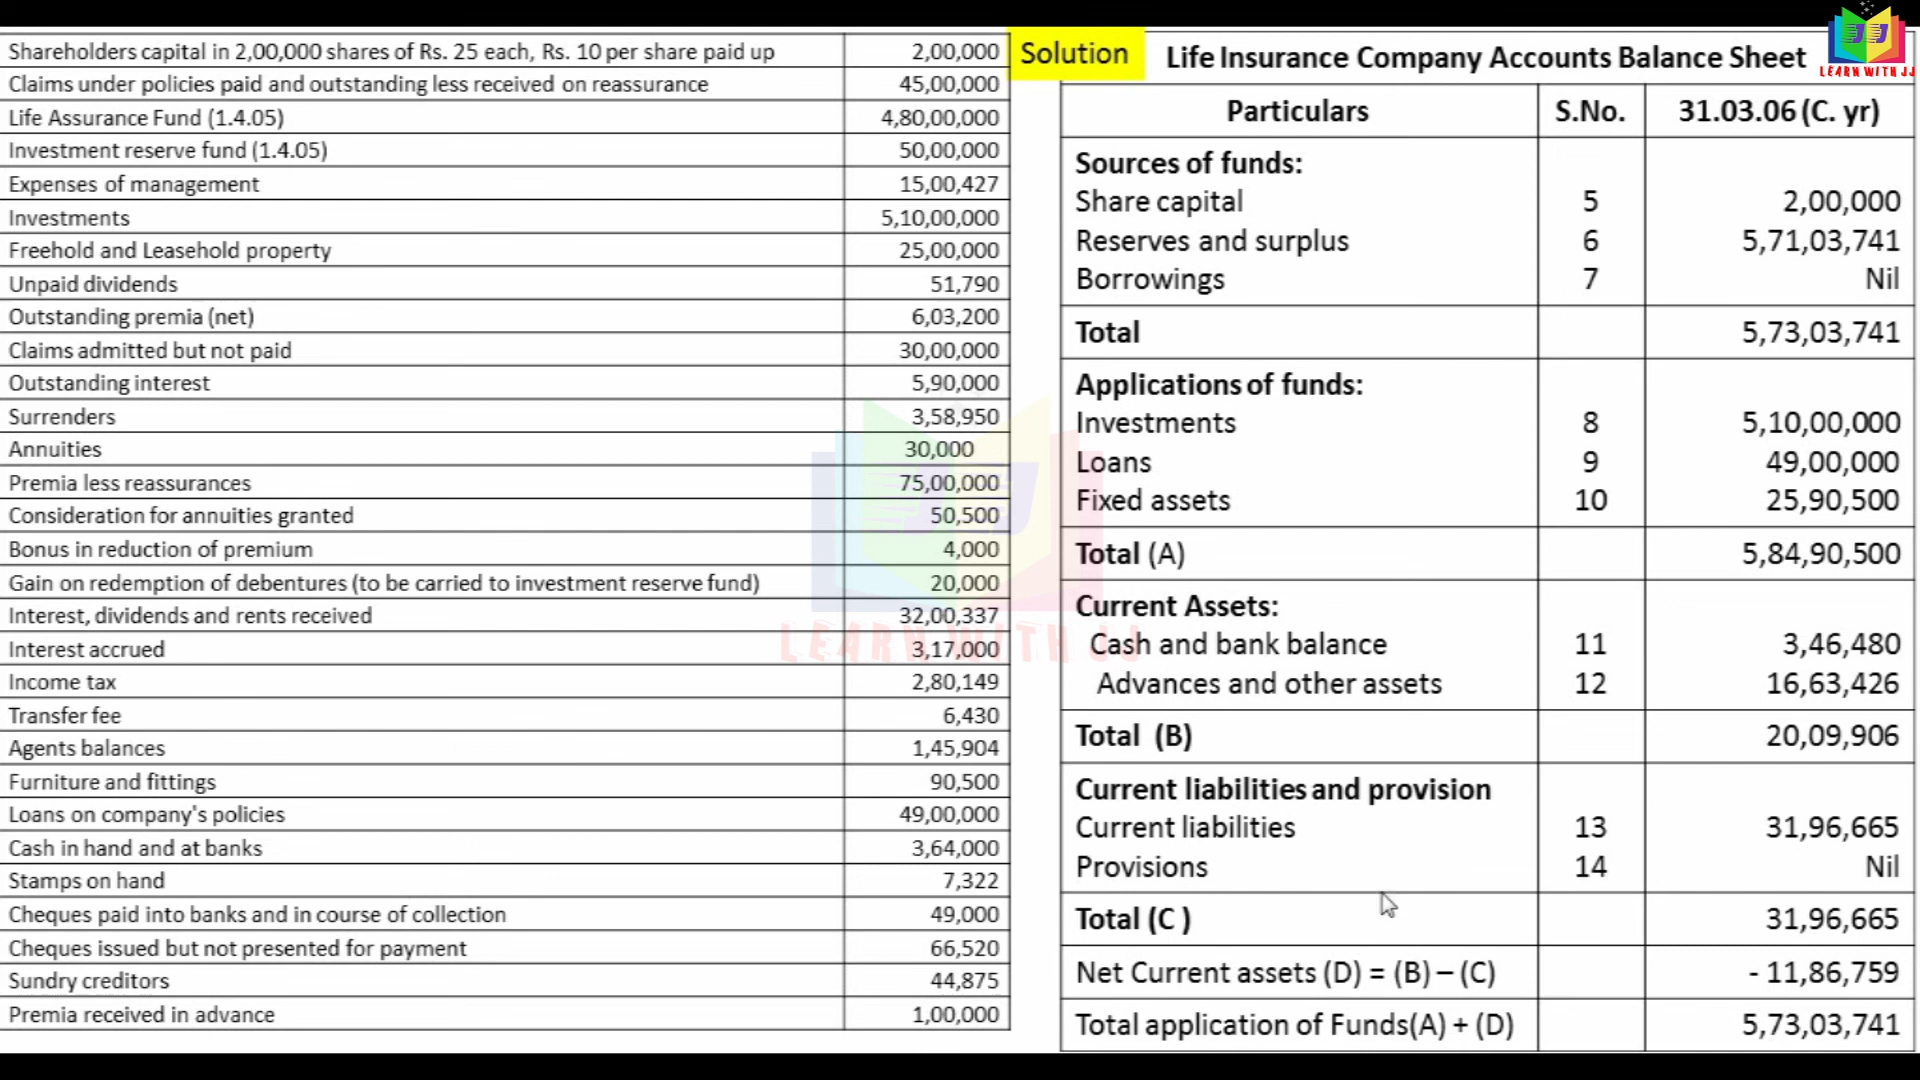 Shareholders capital in 2,00,000 shares of Rs. 25 each, Rs. 10 per share paid up 2,00,000
Claims under policies paid and outstanding less received on reassurance 45,00,000
Life Assurance Fund (1.4.05) 4,80,00,000
Investment reserve fund (1.4.05) 50,00,000
Expenses of management 15,00,427
Investments 5,10,00,000
Freehold and Leasehold property 25,00,000
Unpaid dividends 51,790
Outstanding premia (net) 6,03,200
Claims admitted but not paid 30,00,000
Outstanding interest 5,90,000
Surrenders 3,58,950
Annuities 30,000
Premia less reassurances 75,00,000
Consideration for annuities granted 50,500
Bonus in reduction of premium 4,000
Gain on redemption of debentures (to be carried to investment reserve fund) 20,000
Interest, dividends and rents received 32,00,337
Interest accrued 3,17,000
Income tax 2,80,149
Transfer fee 6,430
Agents balances 1,45,904
Furniture and fittings 90,500
Loans on company's policies 49,00,000
Cash in hand and at banks 3,64,000
Stamps on hand 7,322
Cheques paid into banks and in course of collection 49,000
Cheques issued but not presented for payment 66,520
Sundry creditors 44,875
Premia received in advance 1,00,000
Solution
Life Insurance Company Accounts Balance Sheet
JJ
LEARN WITH JJ
Particulars S.No. 31.03.06 (C. yr)
Sources of funds:
Share capital 5 2,00,000
Reserves and surplus 6 5,71,03,741
Borrowings 7 Nil
Total 5,73,03,741
Applications of funds:
Investments 8 5,10,00,000
Loans 9 49,00,000
Fixed assets 10 25,90,500
Total (A) 5,84,90,500
Current Assets:
Cash and bank balance 11 3,46,480
Advances and other assets 12 16,63,426
Total (B) 20,09,906
Current liabilities and provision
Current liabilities 13 31,96,665
Provisions 14 Nil
Total (C ) 31,96,665
Net Current assets (D) = (B) – (C) - 11,86,759
Total application of Funds(A) + (D) 5,73,03,741
JJ
LEARN WITH JJ